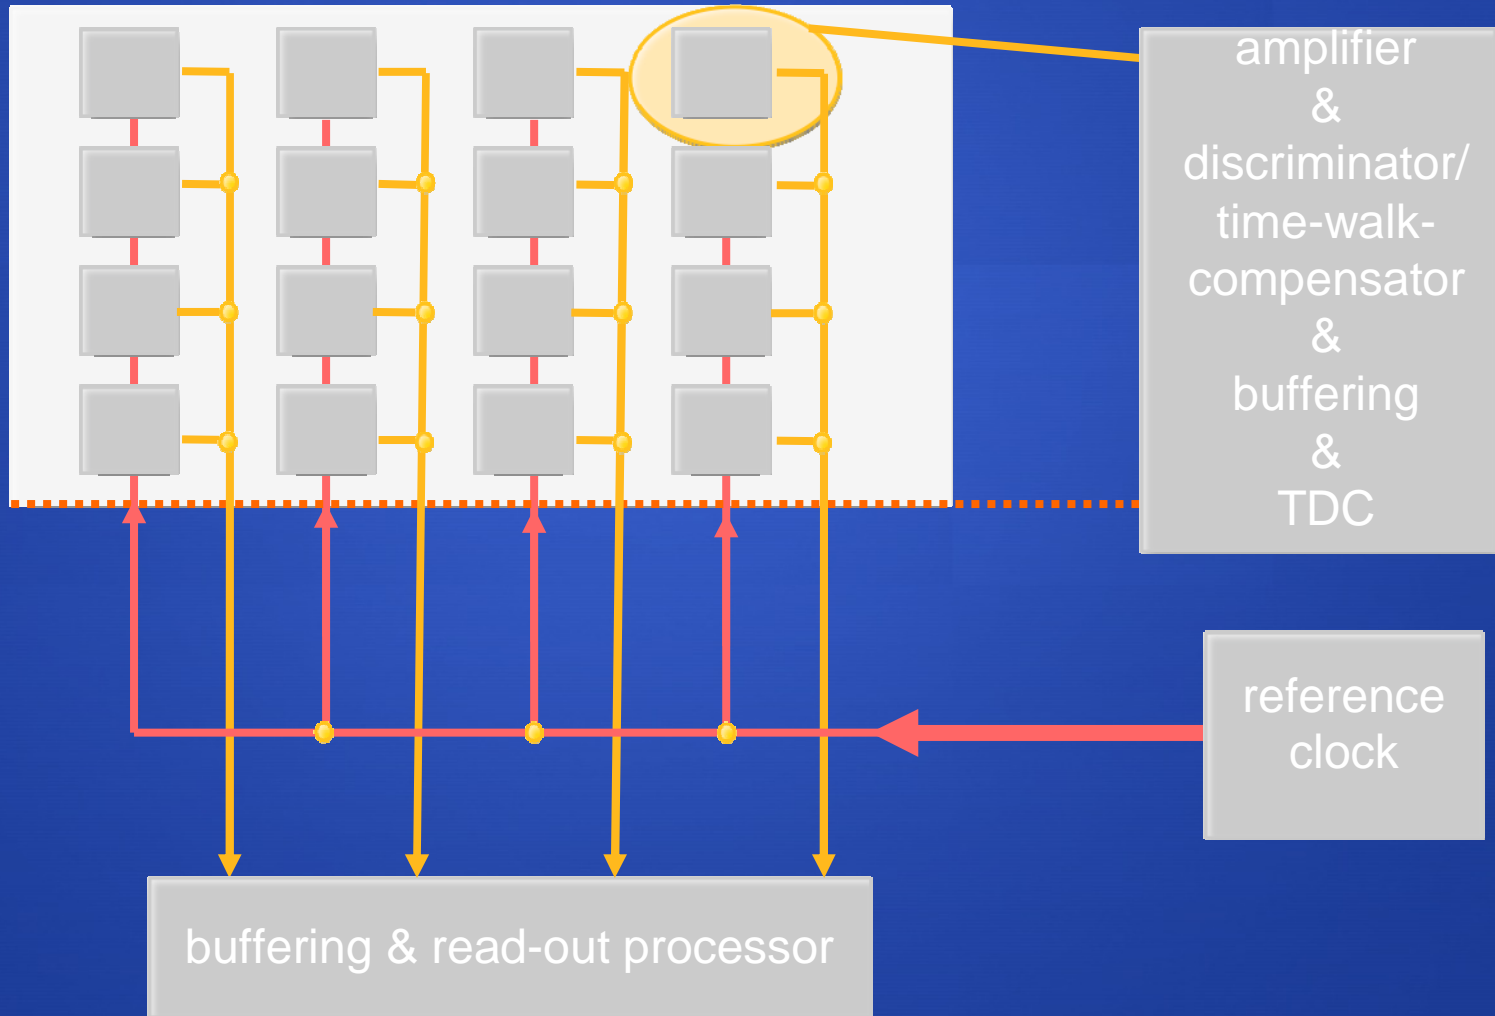 amplifier
&
discriminator/
time-walk-
compensator
&
buffering
&
TDC
reference
clock
buffering & read-out processor